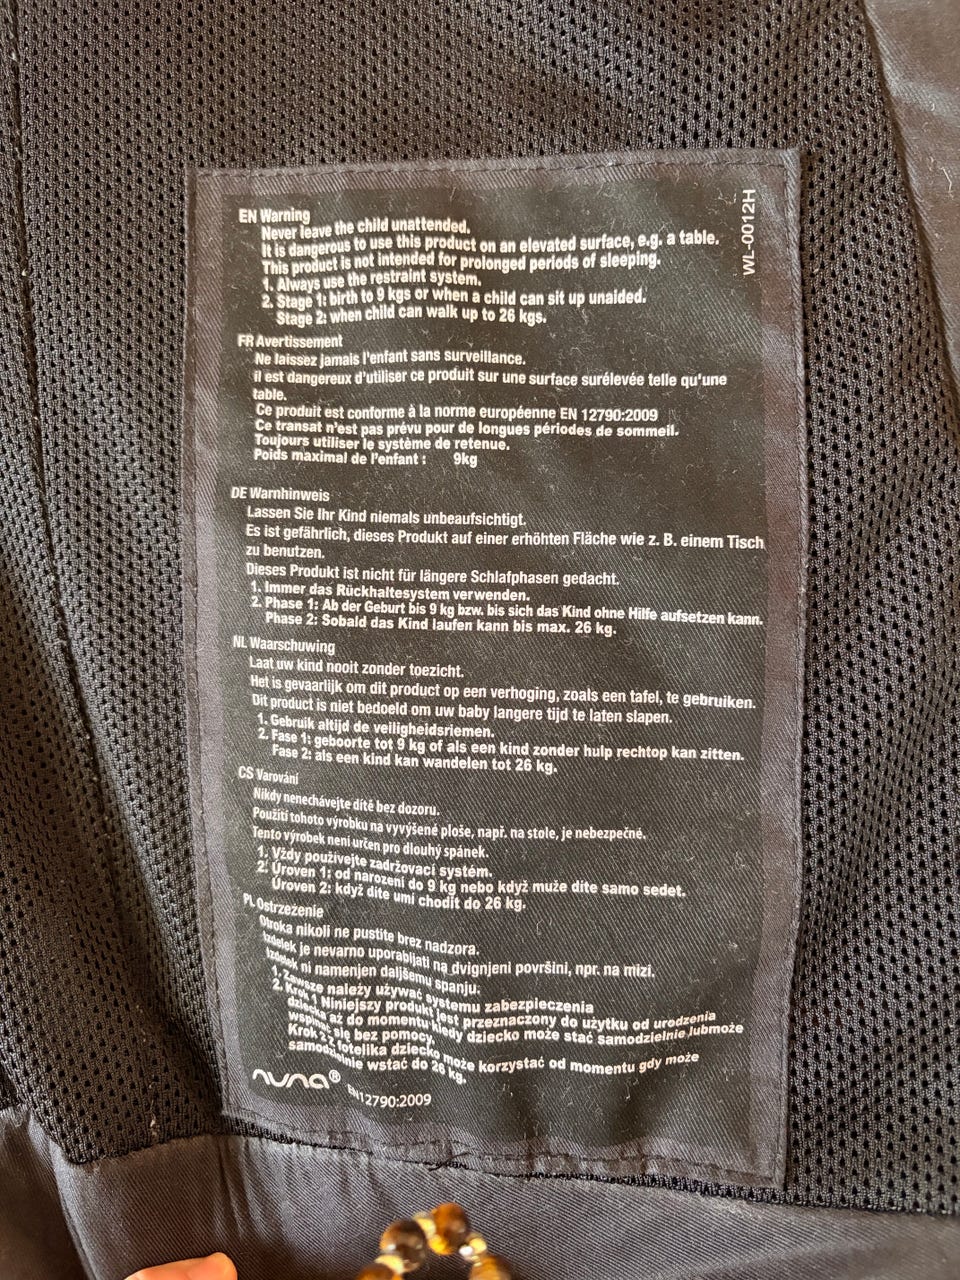 WL-0012H
EN Warning
Never leave the child unattended.
It is dangerous to use this product on an elevated surface, e.g. a table.
This product is not intended for prolonged periods of sleeping.
1. Always use the restraint system.
2. Stage 1: birth to 9 kgs or when a child can sit up unaided.
Stage 2: when child can walk up to 26 kgs.
FR Avertissement
Ne laissez jamais l'enfant sans surveillance.
il est dangereux d'utiliser ce produit sur une surface surélevée telle qu'une
table.
Ce produit est conforme à la norme européenne EN 12790:2009
Ce transat n'est pas prévu pour de longues périodes de sommeil.
Toujours utiliser le système de retenue.
Poids maximal de l'enfant : 9kg
DE Warnhinweis
Lassen Sie Ihr Kind niemals unbeaufsichtigt.
Es ist gefährlich, dieses Produkt auf einer erhöhten Fläche wie z. B. einem Tisch
zu benutzen.
Dieses Produkt ist nicht für längere Schlafphasen gedacht.
1. Immer das Rückhaltesystem verwenden.
2. Phase 1: Ab der Geburt bis 9 kg bzw. bis sich das Kind ohne Hilfe aufsetzen kann.
Phase 2: Sobald das Kind laufen kann bis max. 26 kg.
NL Waarschuwing
Laat uw kind nooit zonder toezicht.
Het is gevaarlijk om dit product op een verhoging, zoals een tafel, te gebruiken.
Dit product is niet bedoeld om uw baby langere tijd te laten slapen.
1. Gebruik altijd de veiligheidsriemen.
2. Fase 1: geboorte tot 9 kg of als een kind zonder hulp rechtop kan zitten.
Fase 2: als een kind kan wandelen tot 26 kg.
CS Varování
Nikdy nenechávejte dítě bez dozoru.
Použití tohoto výrobku na vyvýšené ploše, např. na stole, je nebezpečné.
Tento výrobek není určen pro dlouhý spánek.
1. Vždy používejte zadržovací systém.
2. Úroven 1: od narození do 9 kg nebo když muže díte samo sedet.
Úroven 2: když díte umí chodit do 26 kg.
PL Ostrzeżenie
Otroka nikoli ne pustite brez nadzora.
Izdelek je nevarno uporabljati na dvignjeni površini, npr. na mizi.
Izdelek ni namenjen daljšemu spanju.
1. Zawsze należy używać systemu zabezpieczenia
2. Krok 1 Niniejszy produkt jest przeznaczony do użytku od urodzenia
dziecka aż do momentu kiedy dziecko może stać samodzielnie lubmoże
wspinać się bez pomocy.
Krok 2 Z fotelika dziecko może korzystać od momentu gdy może
samodzielnie wstać do 26 kg.
nuna®
EN12790:2009